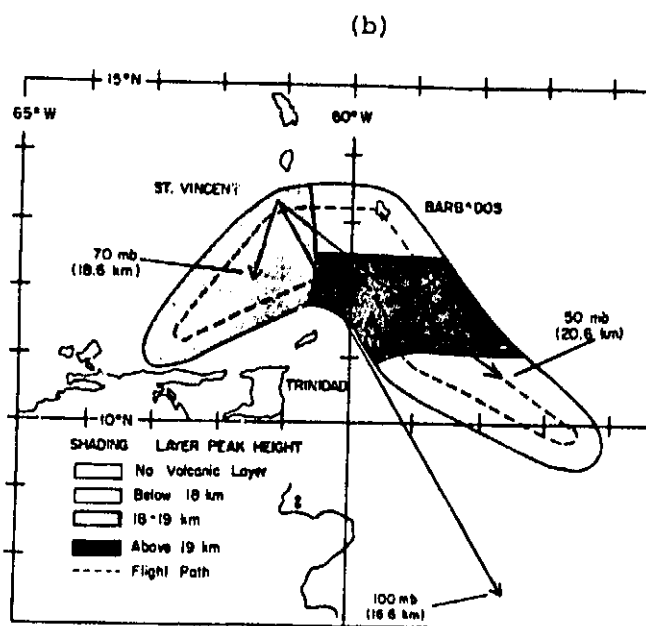 (b)
15°N
65°W
60°W
ST. VINCENT
BARBADOS
70 mb
(18.6 km)
50 mb
(20.6 km)
TRINIDAD
10°N
SHADING LAYER PEAK HEIGHT
No Volcanic Layer
Below 18 km
18-19 km
Above 19 km
Flight Path
100 mb
(16.6 km)